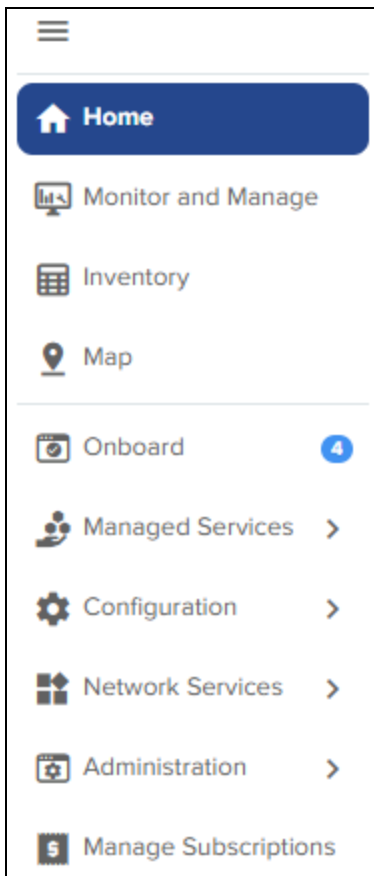 Home
Monitor and Manage
Inventory
Map
Onboard 4
Managed Services
Configuration
Network Services
Administration
$ Manage Subscriptions